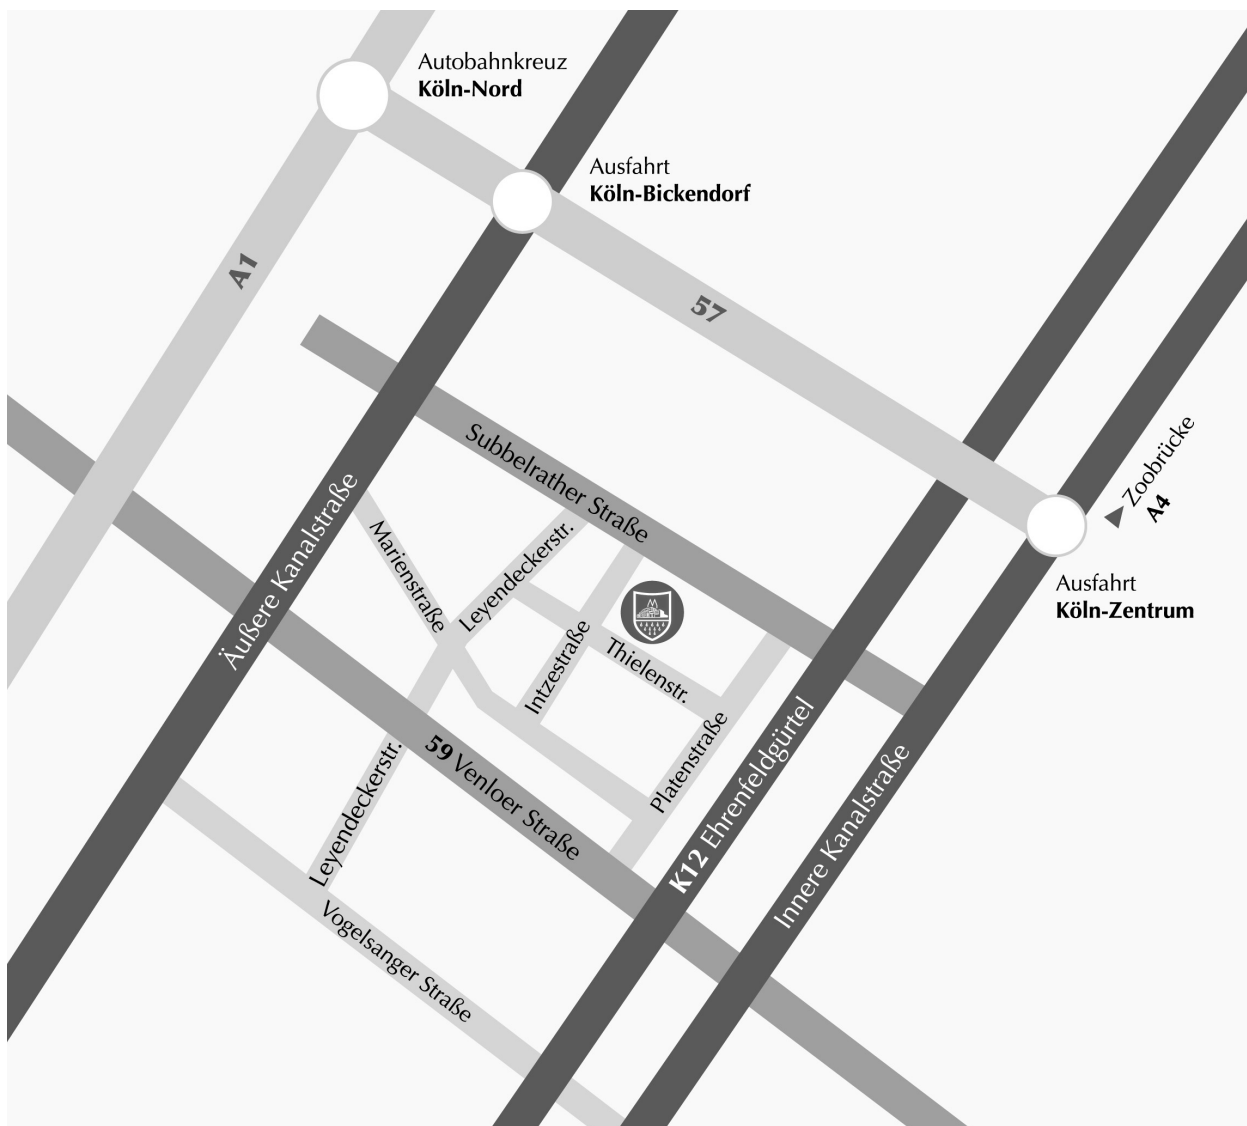 Autobahnkreuz
Köln-Nord
Ausfahrt
Köln-Bickendorf
A1
57
Zoobrücke
A4
Ausfahrt
Köln-Zentrum
Subbelrather Straße
Äußere Kanalstraße
Marienstraße
Leyendeckerstr.
Intzestraße
Thielenstr.
Platenstraße
K12 Ehrenfeldgürtel
Innere Kanalstraße
59 Venloer Straße
Leyendeckerstr.
Vogelsanger Straße